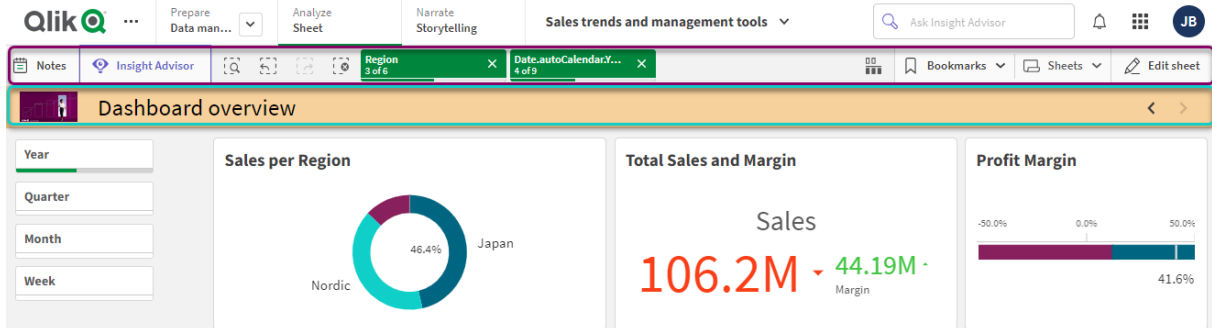 Qlik
Prepare
Data man...
Analyze
Sheet
Narrate
Storytelling
Sales trends and management tools
Ask Insight Advisor
JB
Notes
Insight Advisor
Region
3 of 6
Date.autoCalendar.Y...
4 of 9
Bookmarks
Sheets
Edit sheet
Dashboard overview
Year
Quarter
Month
Week
Sales per Region
46.4%
Japan
Nordic
Total Sales and Margin
Sales
106.2M
44.19M
Margin
Profit Margin
-50.0%
0.0%
50.0%
41.6%